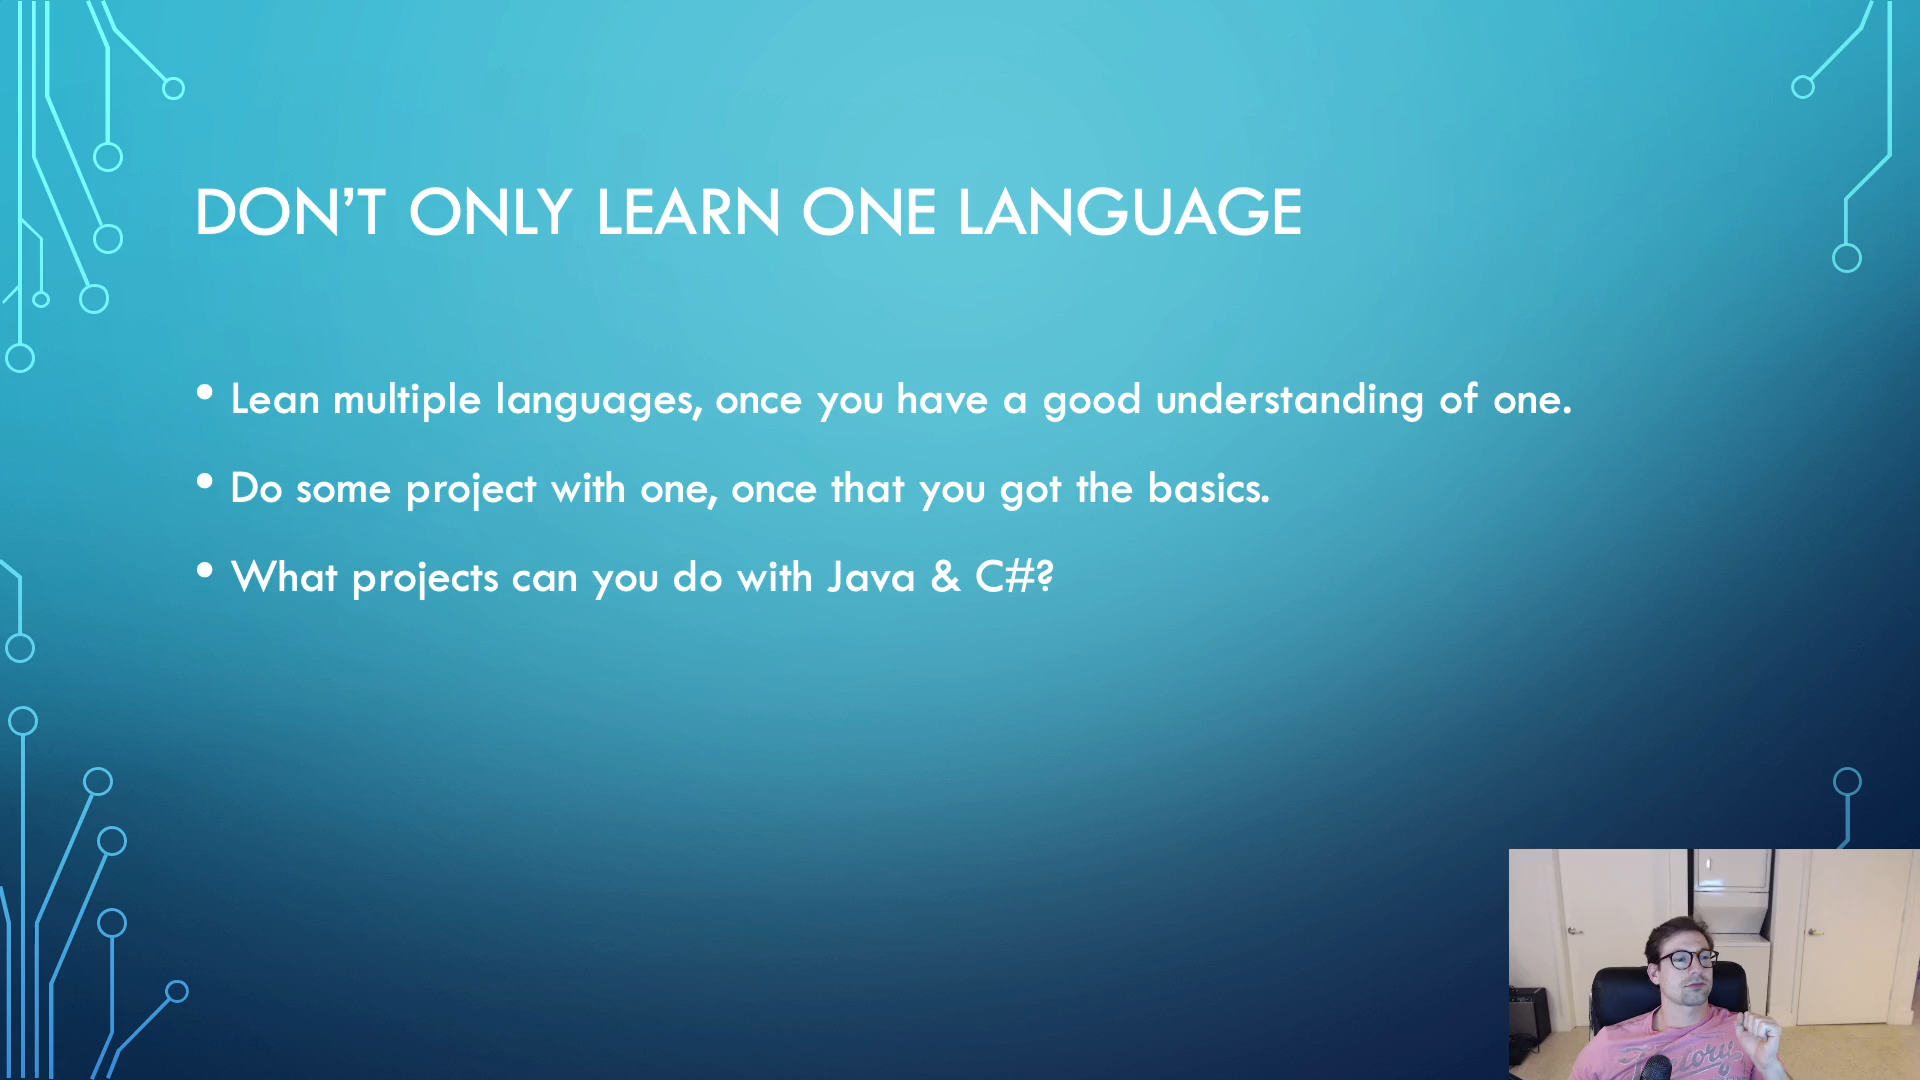 DON’T ONLY LEARN ONE LANGUAGE
• Lean multiple languages, once you have a good understanding of one.
• Do some project with one, once that you got the basics.
• What projects can you do with Java & C#?